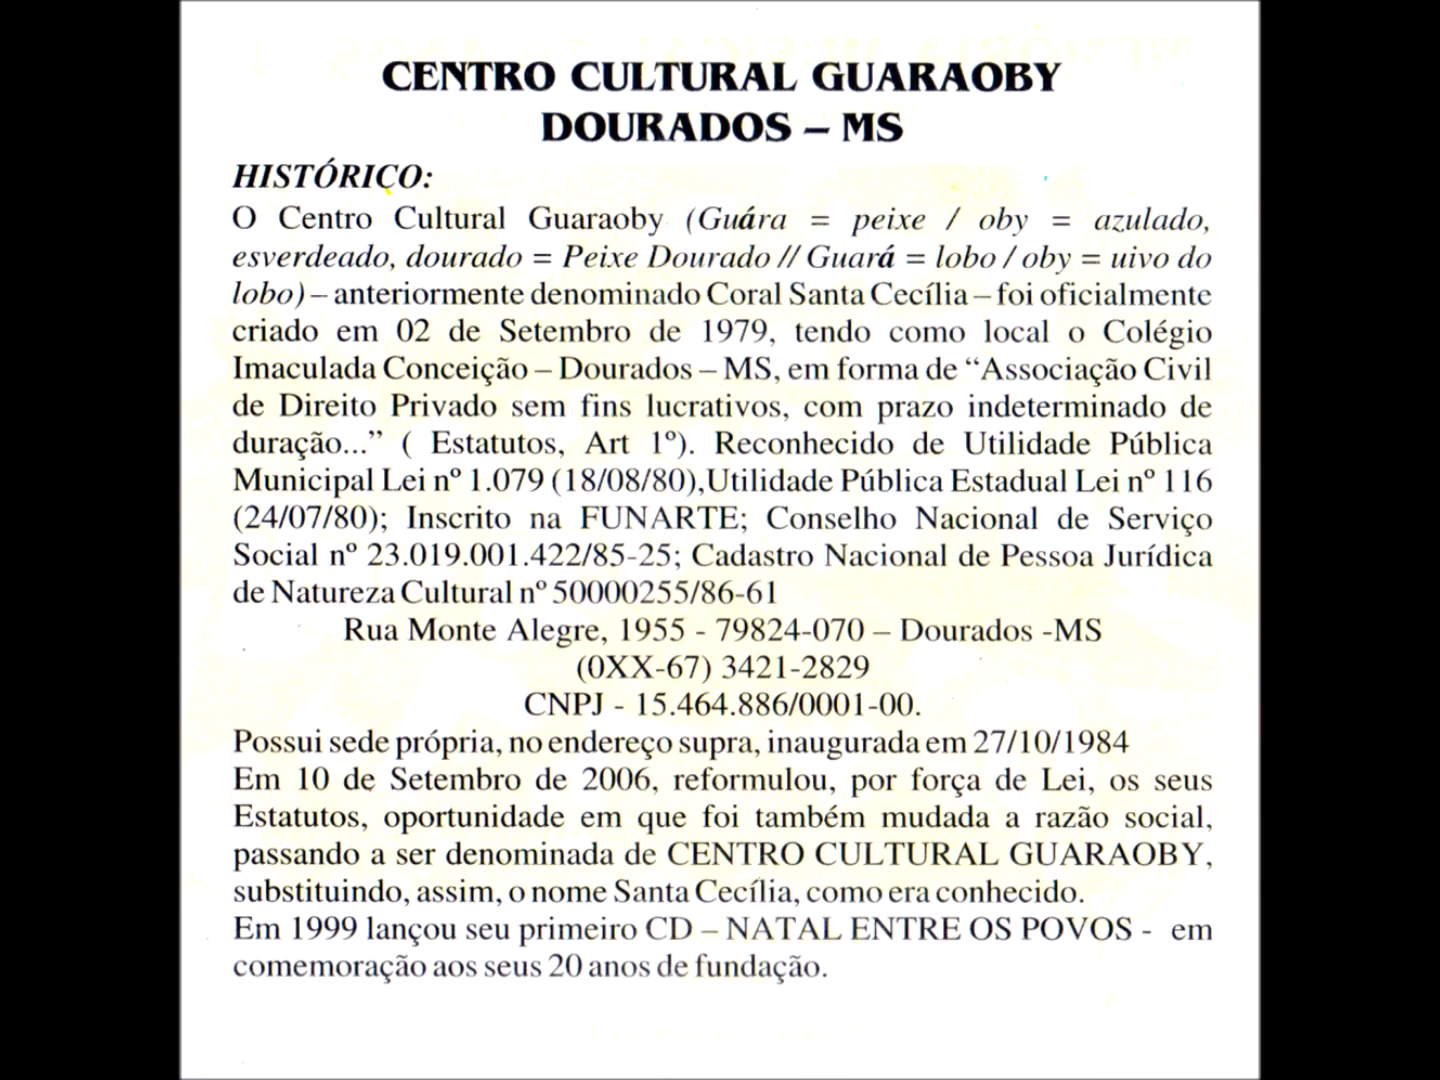 CENTRO CULTURAL GUARAOBY
DOURADOS – MS
HISTÓRICO:
O Centro Cultural Guaraoby (Guára = peixe / oby = azulado,
esverdeado, dourado = Peixe Dourado // Guará = lobo / oby = uivo do
lobo) – anteriormente denominado Coral Santa Cecília – foi oficialmente
criado em 02 de Setembro de 1979, tendo como local o Colégio
Imaculada Conceição – Dourados – MS, em forma de “Associação Civil
de Direito Privado sem fins lucrativos, com prazo indeterminado de
duração...” ( Estatutos, Art 1º). Reconhecido de Utilidade Pública
Municipal Lei nº 1.079 (18/08/80),Utilidade Pública Estadual Lei nº 116
(24/07/80); Inscrito na FUNARTE; Conselho Nacional de Serviço
Social nº 23.019.001.422/85-25; Cadastro Nacional de Pessoa Jurídica
de Natureza Cultural nº 50000255/86-61
Rua Monte Alegre, 1955 - 79824-070 – Dourados -MS
(0XX-67) 3421-2829
CNPJ - 15.464.886/0001-00.
Possui sede própria, no endereço supra, inaugurada em 27/10/1984
Em 10 de Setembro de 2006, reformulou, por força de Lei, os seus
Estatutos, oportunidade em que foi também mudada a razão social,
passando a ser denominada de CENTRO CULTURAL GUARAOBY,
substituindo, assim, o nome Santa Cecília, como era conhecido.
Em 1999 lançou seu primeiro CD – NATAL ENTRE OS POVOS - em
comemoração aos seus 20 anos de fundação.